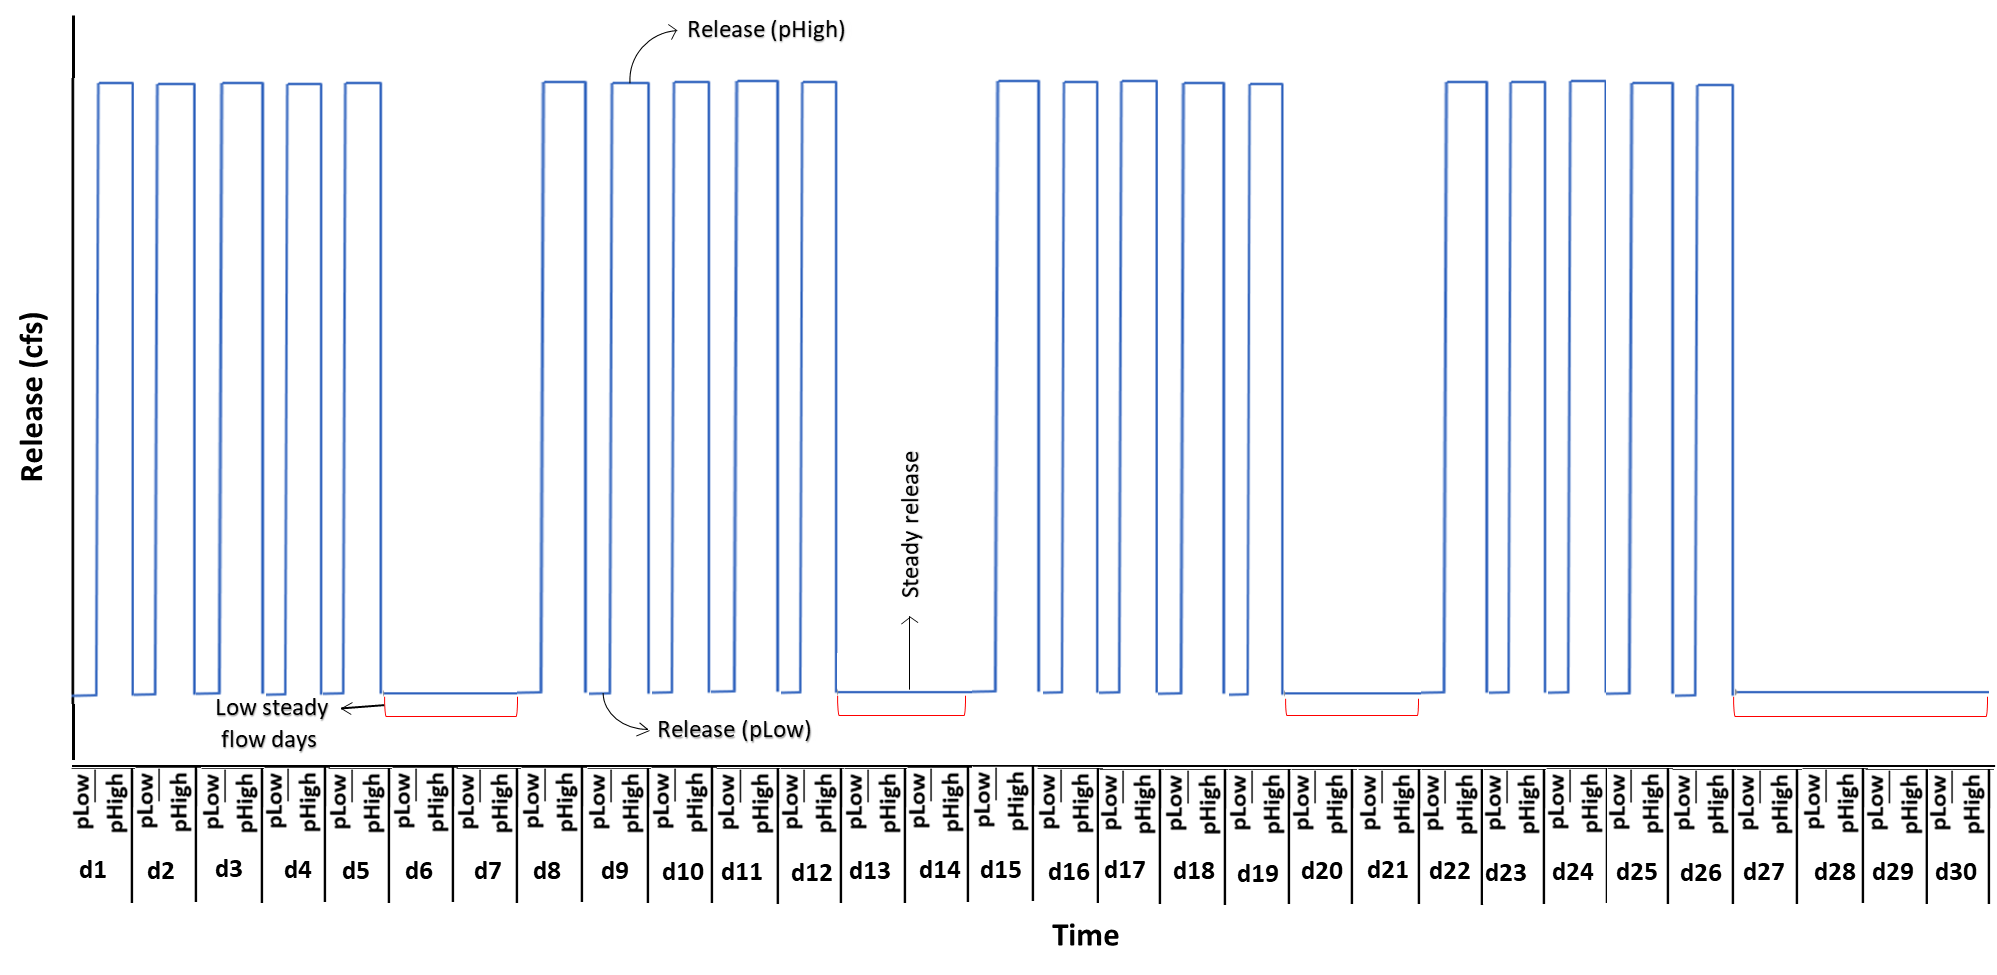 Release (pHigh)
Release (cfs)
Steady release
Low steady
flow days
Release (pLow)
pLow pHigh pLow pHigh pLow pHigh pLow pHigh pLow pHigh pLow pHigh pLow pHigh pLow pHigh pLow pHigh pLow pHigh pLow pHigh pLow pHigh pLow pHigh pLow pHigh pLow pHigh pLow pHigh pLow pHigh pLow pHigh pLow pHigh pLow pHigh pLow pHigh pLow pHigh pLow pHigh pLow pHigh pLow pHigh pLow pHigh pLow pHigh pLow pHigh pLow pHigh pLow pHigh
d1 d2 d3 d4 d5 d6 d7 d8 d9 d10 d11 d12 d13 d14 d15 d16 d17 d18 d19 d20 d21 d22 d23 d24 d25 d26 d27 d28 d29 d30
Time